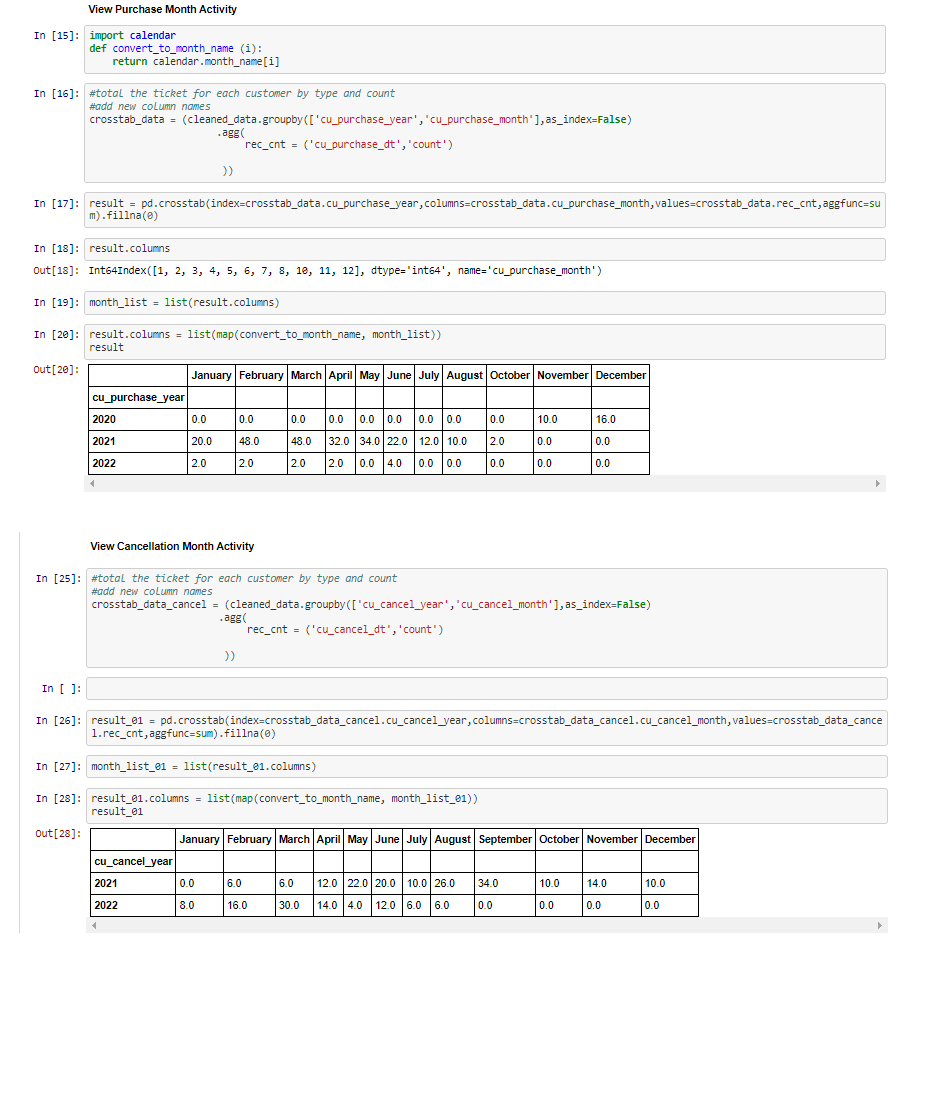 View Purchase Month Activity
In [15]: import calendar
def convert_to_month_name (i):
    return calendar.month_name[i]
In [16]: #total the ticket for each customer by type and count
#add new column names
crosstab_data = (cleaned_data.groupby(['cu_purchase_year','cu_purchase_month'],as_index=False)
.agg(
rec_cnt = ('cu_purchase_dt','count')
))
In [17]: result = pd.crosstab(index=crosstab_data.cu_purchase_year,columns=crosstab_data.cu_purchase_month,values=crosstab_data.rec_cnt,aggfunc=su
m).fillna(0)
In [18]: result.columns
Out[18]: Int64Index([1, 2, 3, 4, 5, 6, 7, 8, 10, 11, 12], dtype='int64', name='cu_purchase_month')
In [19]: month_list = list(result.columns)
In [20]: result.columns = list(map(convert_to_month_name, month_list))
result
Out[20]:
January February March April May June July August October November December
cu_purchase_year
2020 0.0 0.0 0.0 0.0 0.0 0.0 0.0 0.0 0.0 10.0 16.0
2021 20.0 48.0 48.0 32.0 34.0 22.0 12.0 10.0 2.0 0.0 0.0
2022 2.0 2.0 2.0 2.0 0.0 4.0 0.0 0.0 0.0 0.0 0.0
View Cancellation Month Activity
In [25]: #total the ticket for each customer by type and count
#add new column names
crosstab_data_cancel = (cleaned_data.groupby(['cu_cancel_year','cu_cancel_month'],as_index=False)
.agg(
rec_cnt = ('cu_cancel_dt','count')
))
In [ ]:
In [26]: result_01 = pd.crosstab(index=crosstab_data_cancel.cu_cancel_year,columns=crosstab_data_cancel.cu_cancel_month,values=crosstab_data_cance
l.rec_cnt,aggfunc=sum).fillna(0)
In [27]: month_list_01 = list(result_01.columns)
In [28]: result_01.columns = list(map(convert_to_month_name, month_list_01))
result_01
Out[28]:
January February March April May June July August September October November December
cu_cancel_year
2021 0.0 6.0 6.0 12.0 22.0 20.0 10.0 26.0 34.0 10.0 14.0 10.0
2022 8.0 16.0 30.0 14.0 4.0 12.0 6.0 6.0 0.0 0.0 0.0 0.0